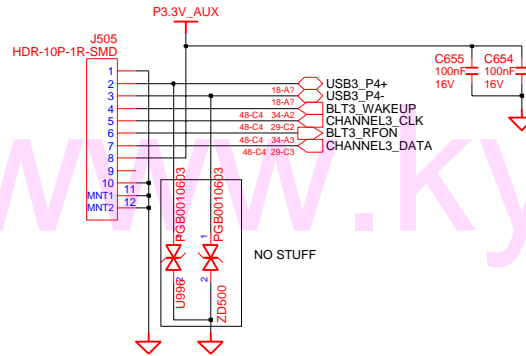 P3.3V_AUX
J505
HDR-10P-1R-SMD
1
2
3
4
5
6
7
8
9
10
MNT1 11
MNT2 12
USB3_P4+
18-A?
USB3_P4-
18-A?
BLT3_WAKEUP
48-C4 34-A2
CHANNEL3_CLK
48-C4 29-C2
BLT3_RFON
48-C4 34-A3
CHANNEL3_DATA
48-C4 29-C3
C655
100nF
16V
C654
100nF
16V
PGB0010603
PGB0010603
1
2
2
U996
ZD500
NO STUFF
www.ky